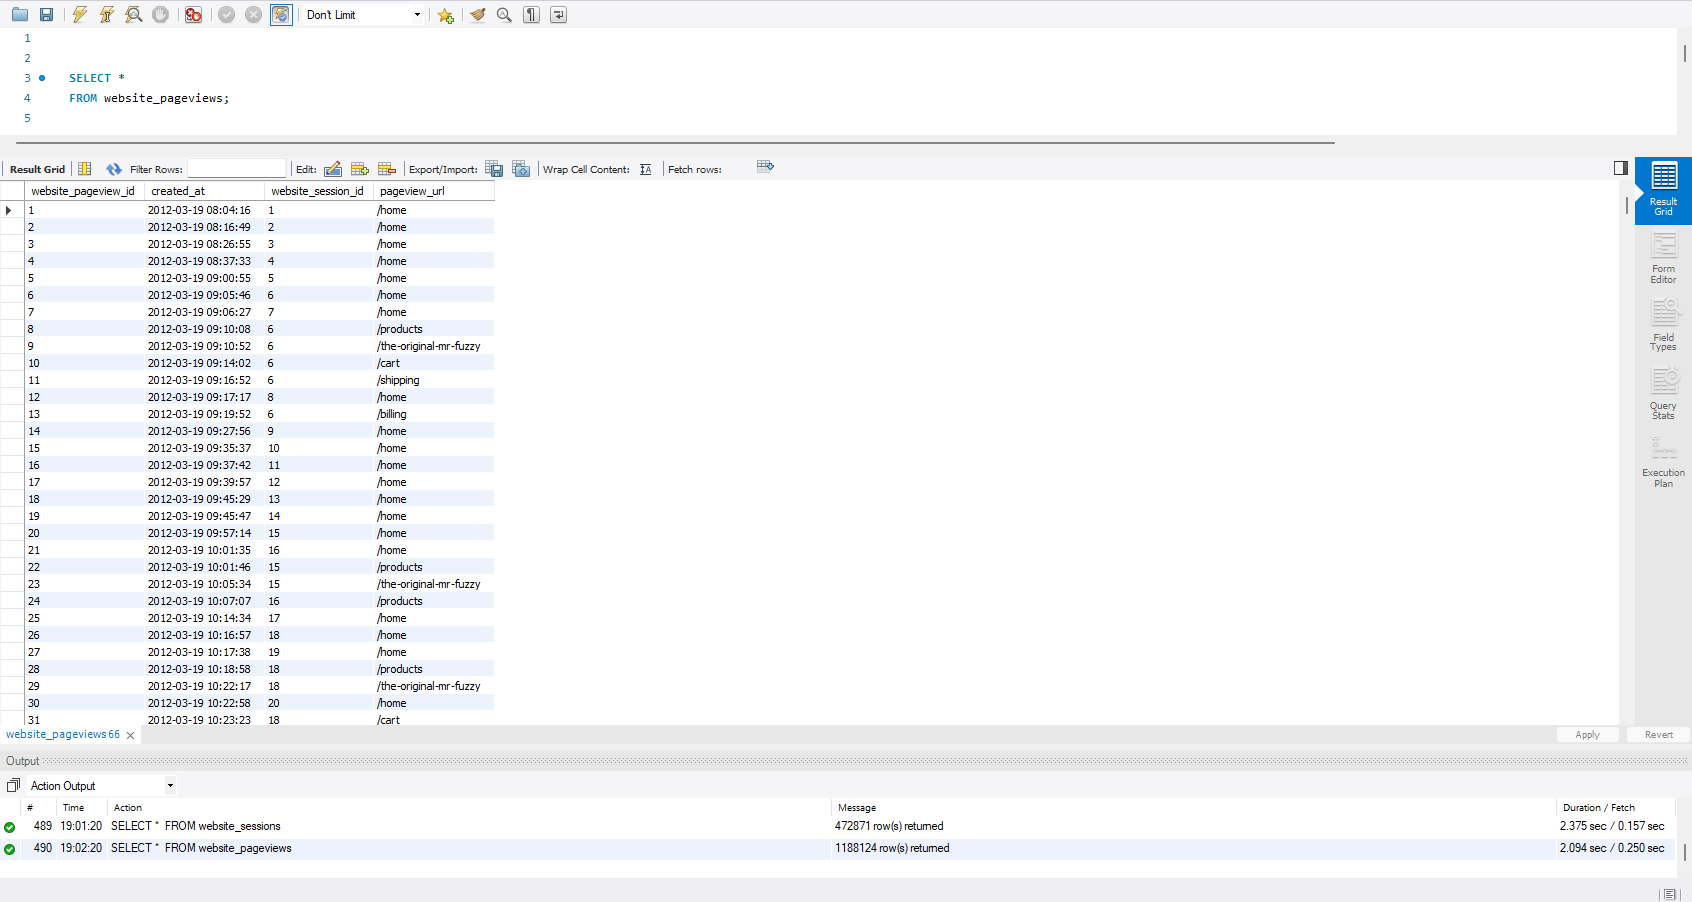 Don't Limit
1
2
3 SELECT *
4 FROM website_pageviews;
5
Result Grid Filter Rows: Edit: Export/Import: Wrap Cell Content: Fetch rows:
website_pageview_id created_at website_session_id pageview_url
1 2012-03-19 08:04:16 1 /home
2 2012-03-19 08:16:49 2 /home
3 2012-03-19 08:26:55 3 /home
4 2012-03-19 08:37:33 4 /home
5 2012-03-19 09:00:55 5 /home
6 2012-03-19 09:05:46 6 /home
7 2012-03-19 09:06:27 7 /home
8 2012-03-19 09:10:08 6 /products
9 2012-03-19 09:10:52 6 /the-original-mr-fuzzy
10 2012-03-19 09:14:02 6 /cart
11 2012-03-19 09:16:52 6 /shipping
12 2012-03-19 09:17:17 8 /home
13 2012-03-19 09:19:52 6 /billing
14 2012-03-19 09:27:56 9 /home
15 2012-03-19 09:35:37 10 /home
16 2012-03-19 09:37:42 11 /home
17 2012-03-19 09:39:57 12 /home
18 2012-03-19 09:45:29 13 /home
19 2012-03-19 09:45:47 14 /home
20 2012-03-19 09:57:14 15 /home
21 2012-03-19 10:01:35 16 /home
22 2012-03-19 10:01:46 15 /products
23 2012-03-19 10:05:34 15 /the-original-mr-fuzzy
24 2012-03-19 10:07:07 16 /products
25 2012-03-19 10:14:34 17 /home
26 2012-03-19 10:16:57 18 /home
27 2012-03-19 10:17:38 19 /home
28 2012-03-19 10:18:58 18 /products
29 2012-03-19 10:22:17 18 /the-original-mr-fuzzy
30 2012-03-19 10:22:58 20 /home
31 2012-03-19 10:23:23 18 /cart
Result
Grid
Form
Editor
Field
Types
Query
Stats
Execution
Plan
website_pageviews 66 Apply Revert
Output
Action Output
# Time Action Message Duration / Fetch
489 19:01:20 SELECT * FROM website_sessions 472871 row(s) returned 2.375 sec / 0.157 sec
490 19:02:20 SELECT * FROM website_pageviews 1188124 row(s) returned 2.094 sec / 0.250 sec